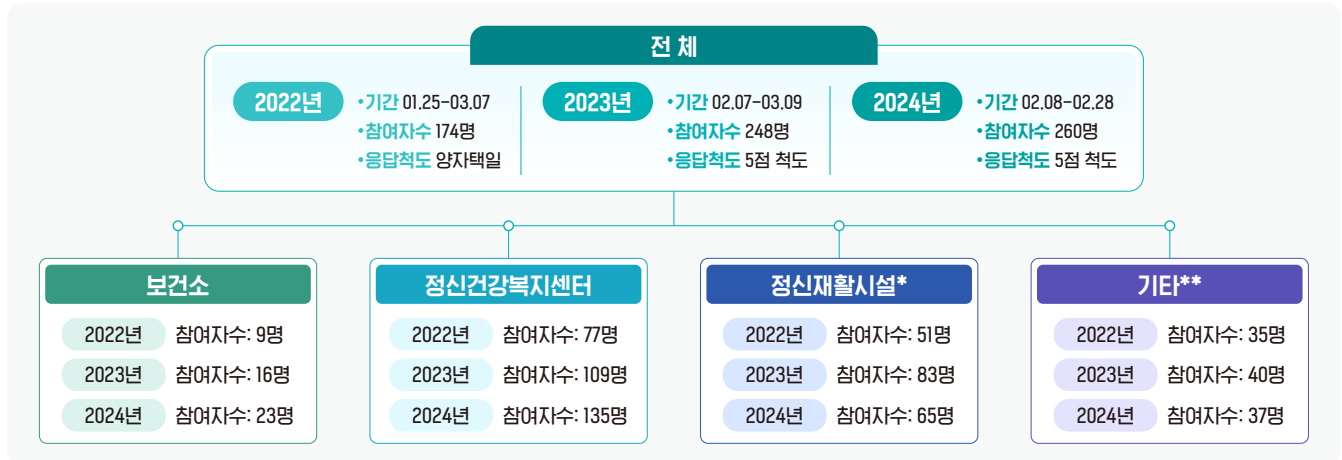 전 체
2022년
•기간 01.25-03.07
•참여자수 174명
•응답척도 양자택일
2023년
•기간 02.07-03.09
•참여자수 248명
•응답척도 5점 척도
2024년
•기간 02.08-02.28
•참여자수 260명
•응답척도 5점 척도
보건소
2022년 참여자수: 9명
2023년 참여자수: 16명
2024년 참여자수: 23명
정신건강복지센터
2022년 참여자수: 77명
2023년 참여자수: 109명
2024년 참여자수: 135명
정신재활시설*
2022년 참여자수: 51명
2023년 참여자수: 83명
2024년 참여자수: 65명
기타**
2022년 참여자수: 35명
2023년 참여자수: 40명
2024년 참여자수: 37명